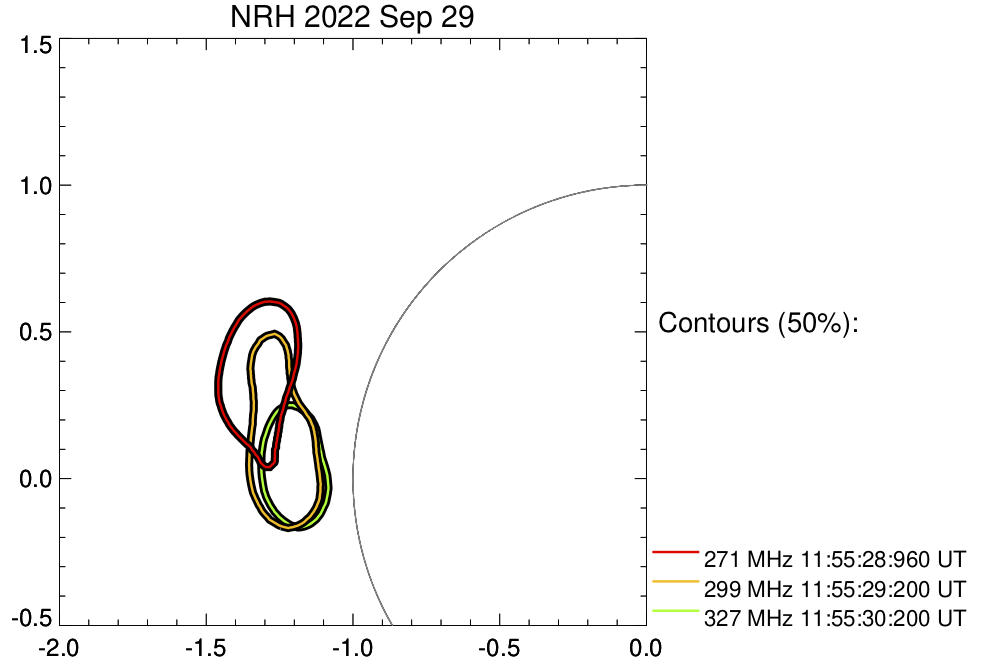 NRH 2022 Sep 29
1.5
1.0
0.5
0.0
-0.5
-2.0 -1.5 -1.0 -0.5 0.0
Contours (50%):
271 MHz 11:55:28:960 UT
299 MHz 11:55:29:200 UT
327 MHz 11:55:30:200 UT